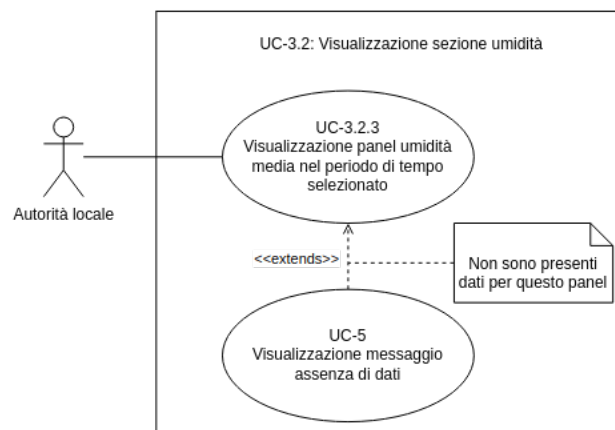 UC-3.2: Visualizzazione sezione umidità
UC-3.2.3
Visualizzazione panel umidità
media nel periodo di tempo
selezionato
Autorità locale
<<extends>>
Non sono presenti
dati per questo panel
UC-5
Visualizzazione messaggio
assenza di dati